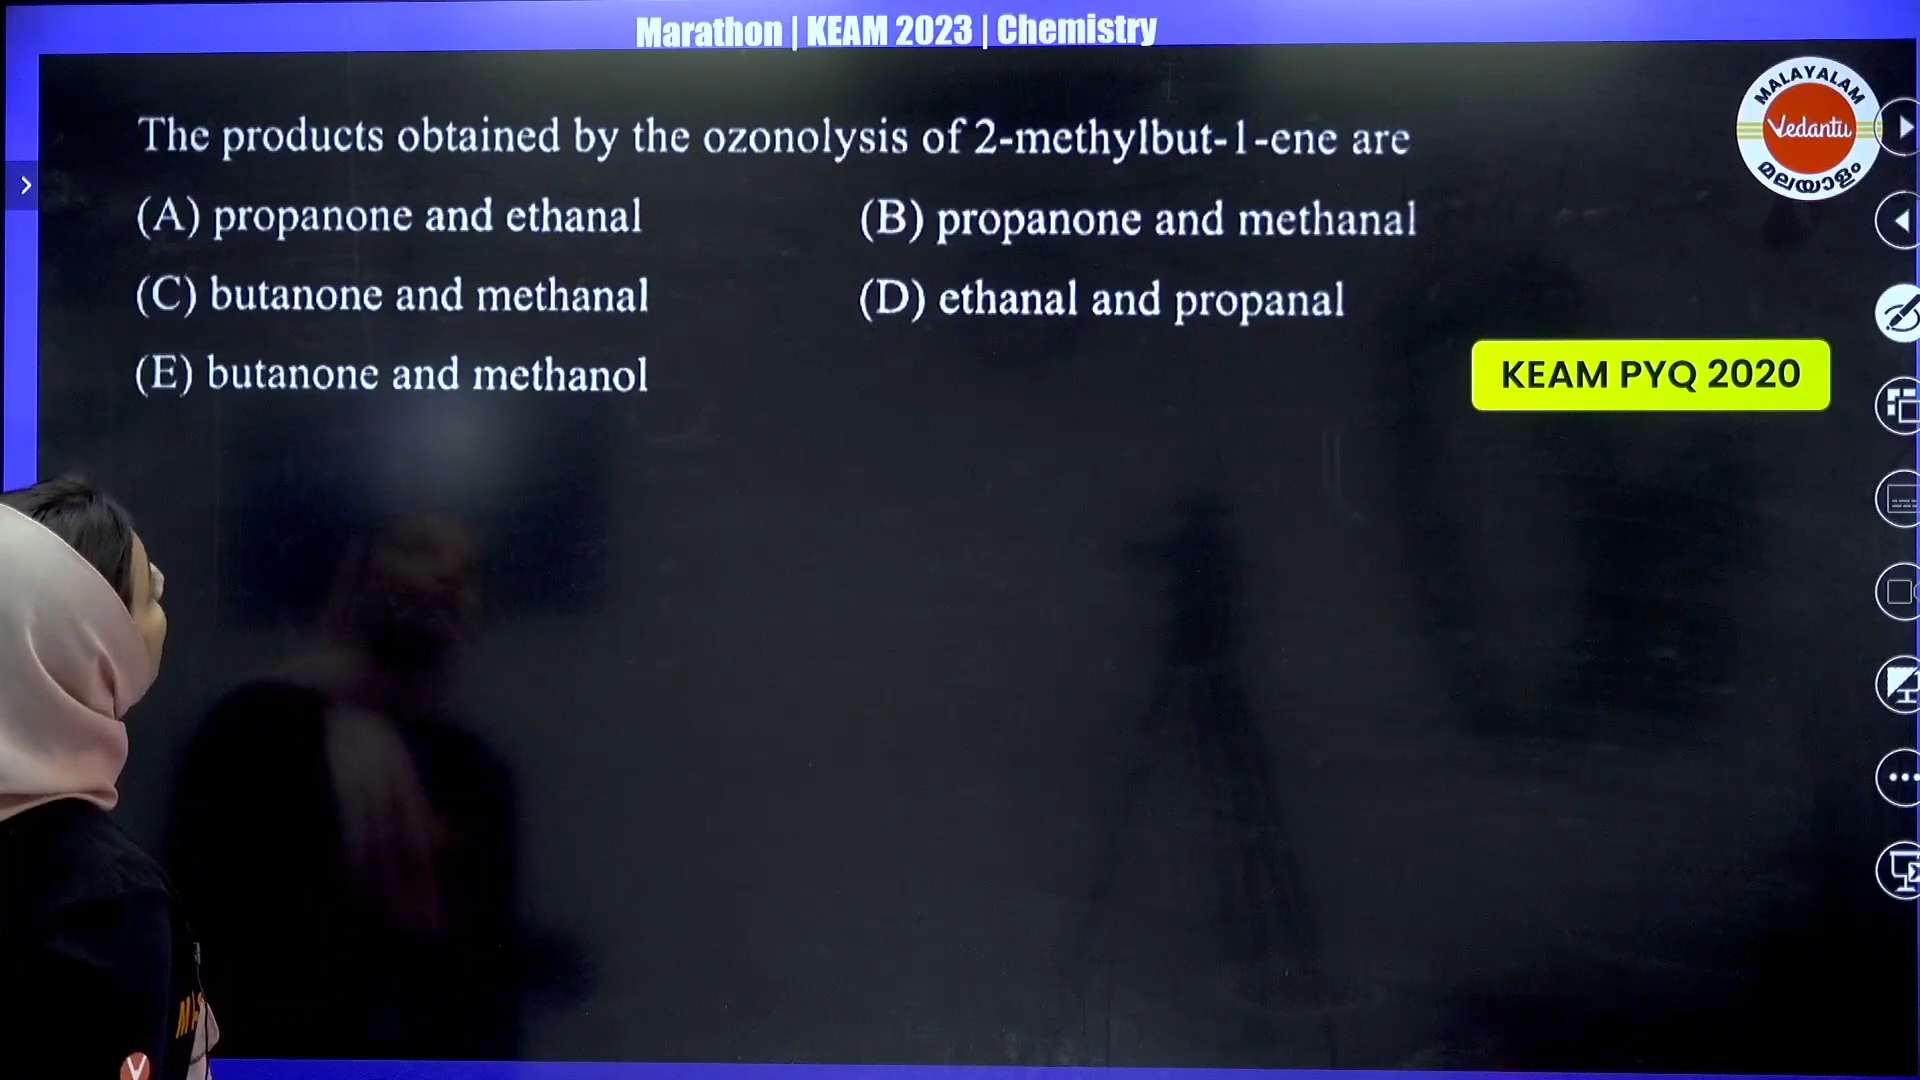 Marathon | KEAM 2023 | Chemistry
MALAYALAM
Vedantu
മലയാളം
The products obtained by the ozonolysis of 2-methylbut-1-ene are
(A) propanone and ethanal
(B) propanone and methanal
(C) butanone and methanal
(D) ethanal and propanal
(E) butanone and methanol
KEAM PYQ 2020